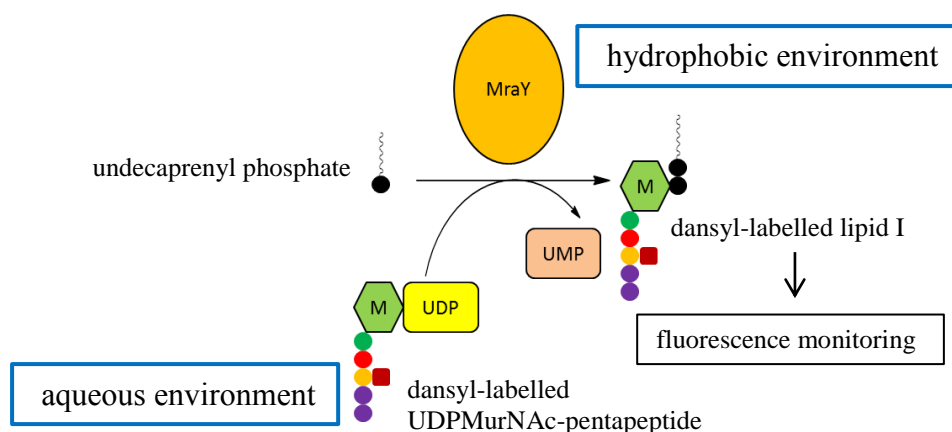 hydrophobic environment
MraY
undecaprenyl phosphate
M
dansyl-labelled lipid I
UMP
M
UDP
fluorescence monitoring
aqueous environment
dansyl-labelled
UDPMurNAc-pentapeptide